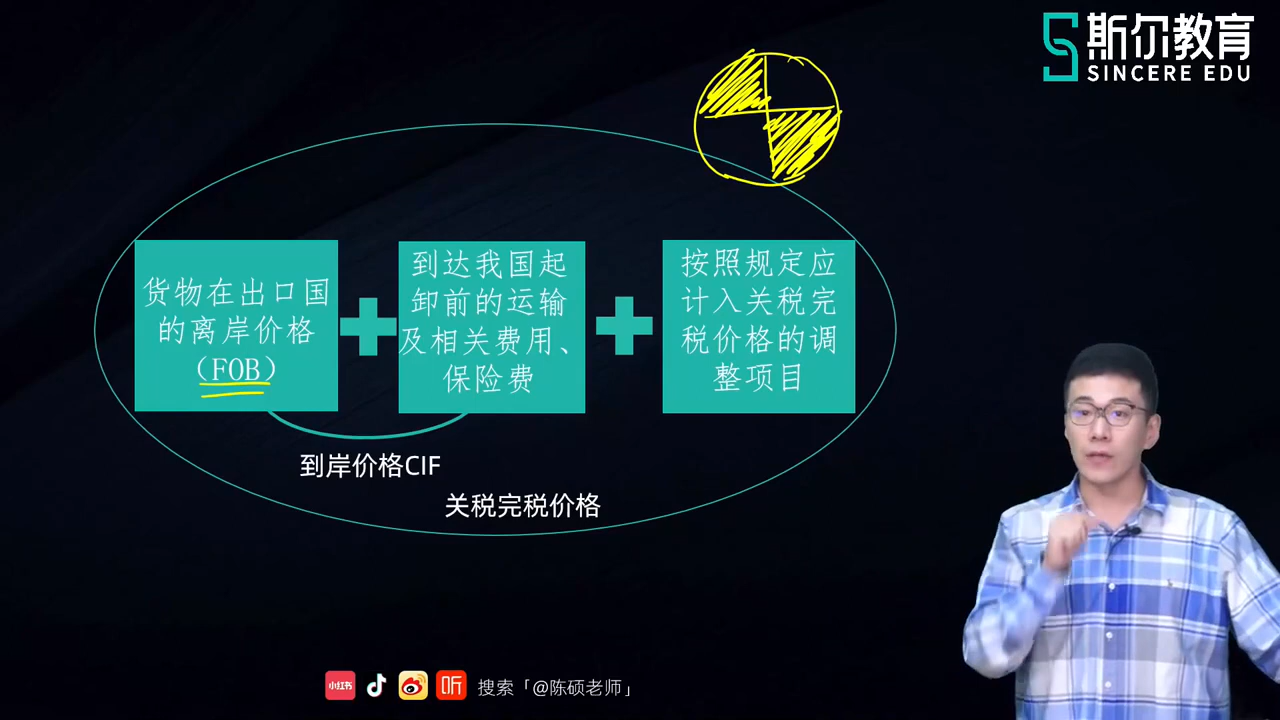 斯尔教育
SINCERE EDU
货物在出口国
的离岸价格
(FOB)
到达我国起
卸前的运输
及相关费用、
保险费
按照规定应
计入关税完
税价格的调
整项目
到岸价格CIF
关税完税价格
小红书
听
搜索「@陈硕老师」